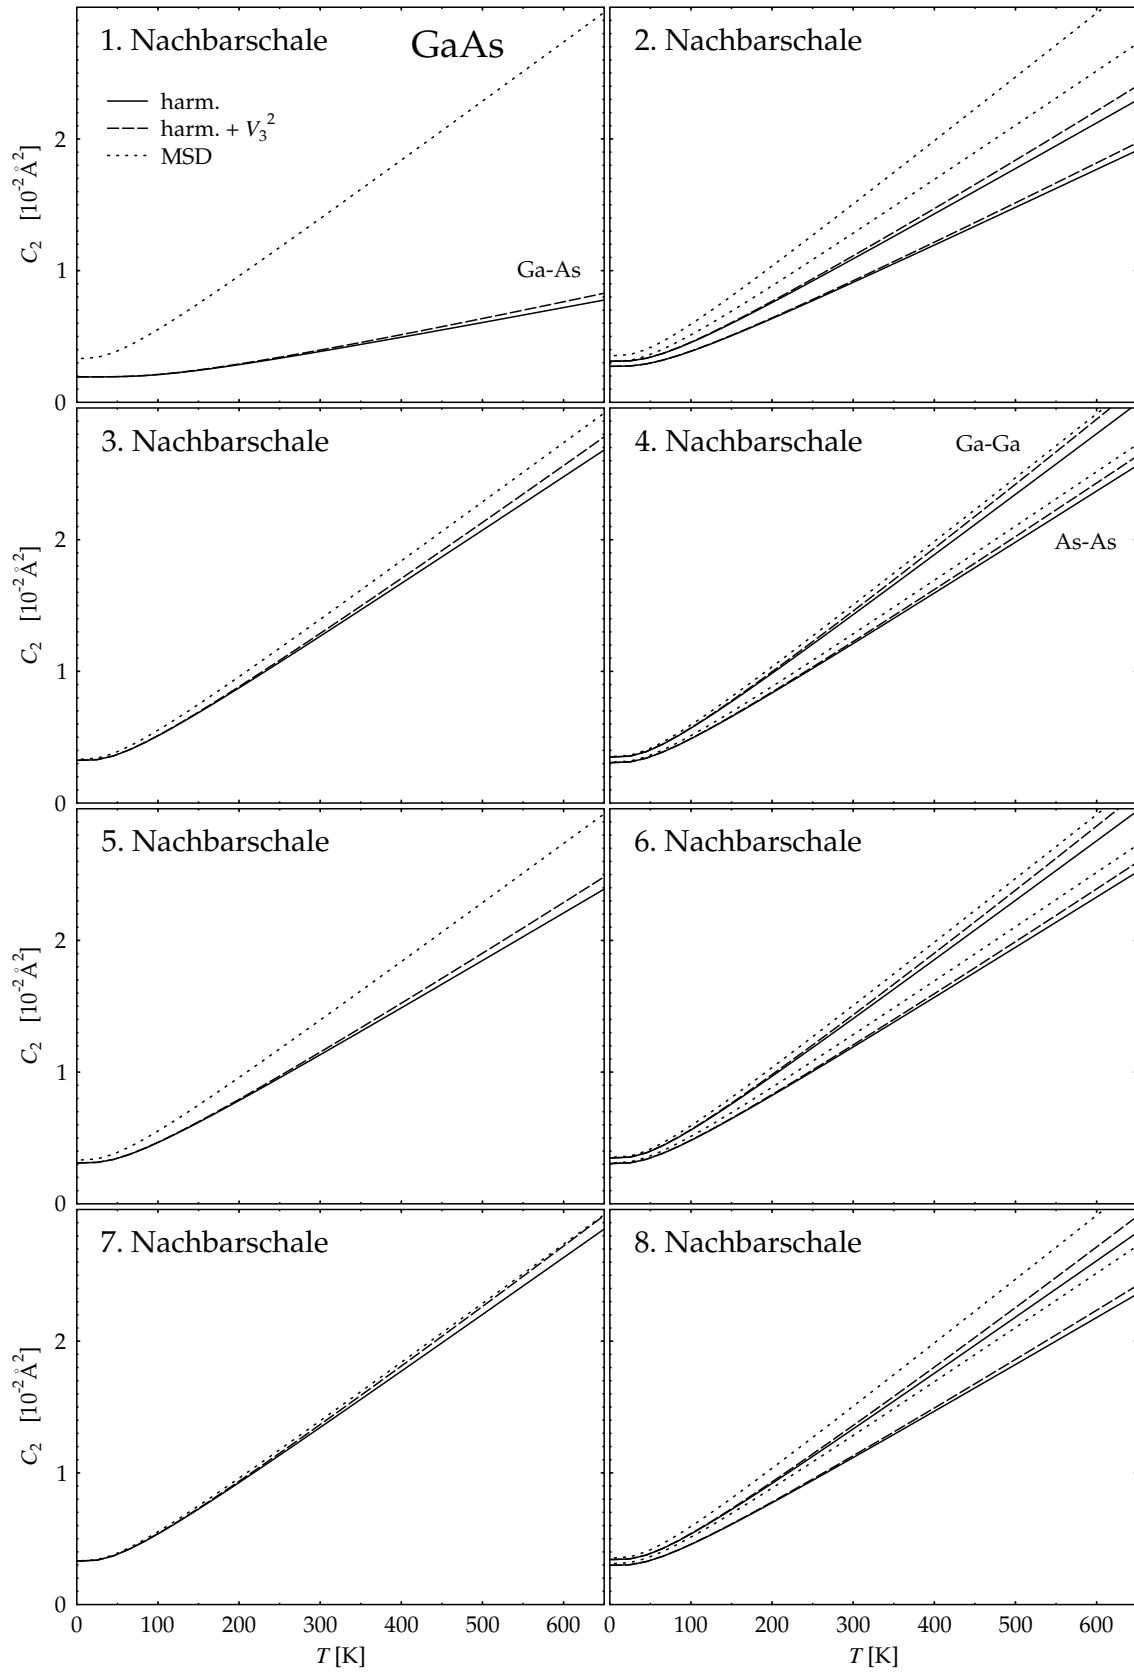 1. Nachbarschale
GaAs
2. Nachbarschale
harm.
harm. + V₃²
MSD
Ga-As
C₂ [10⁻²Å²]
2
1
0
3. Nachbarschale
4. Nachbarschale
Ga-Ga
As-As
C₂ [10⁻²Å²]
2
1
0
5. Nachbarschale
6. Nachbarschale
C₂ [10⁻²Å²]
2
1
0
7. Nachbarschale
8. Nachbarschale
C₂ [10⁻²Å²]
2
1
0
0 100 200 300 400 500 600
0 100 200 300 400 500 600
T [K]
T [K]